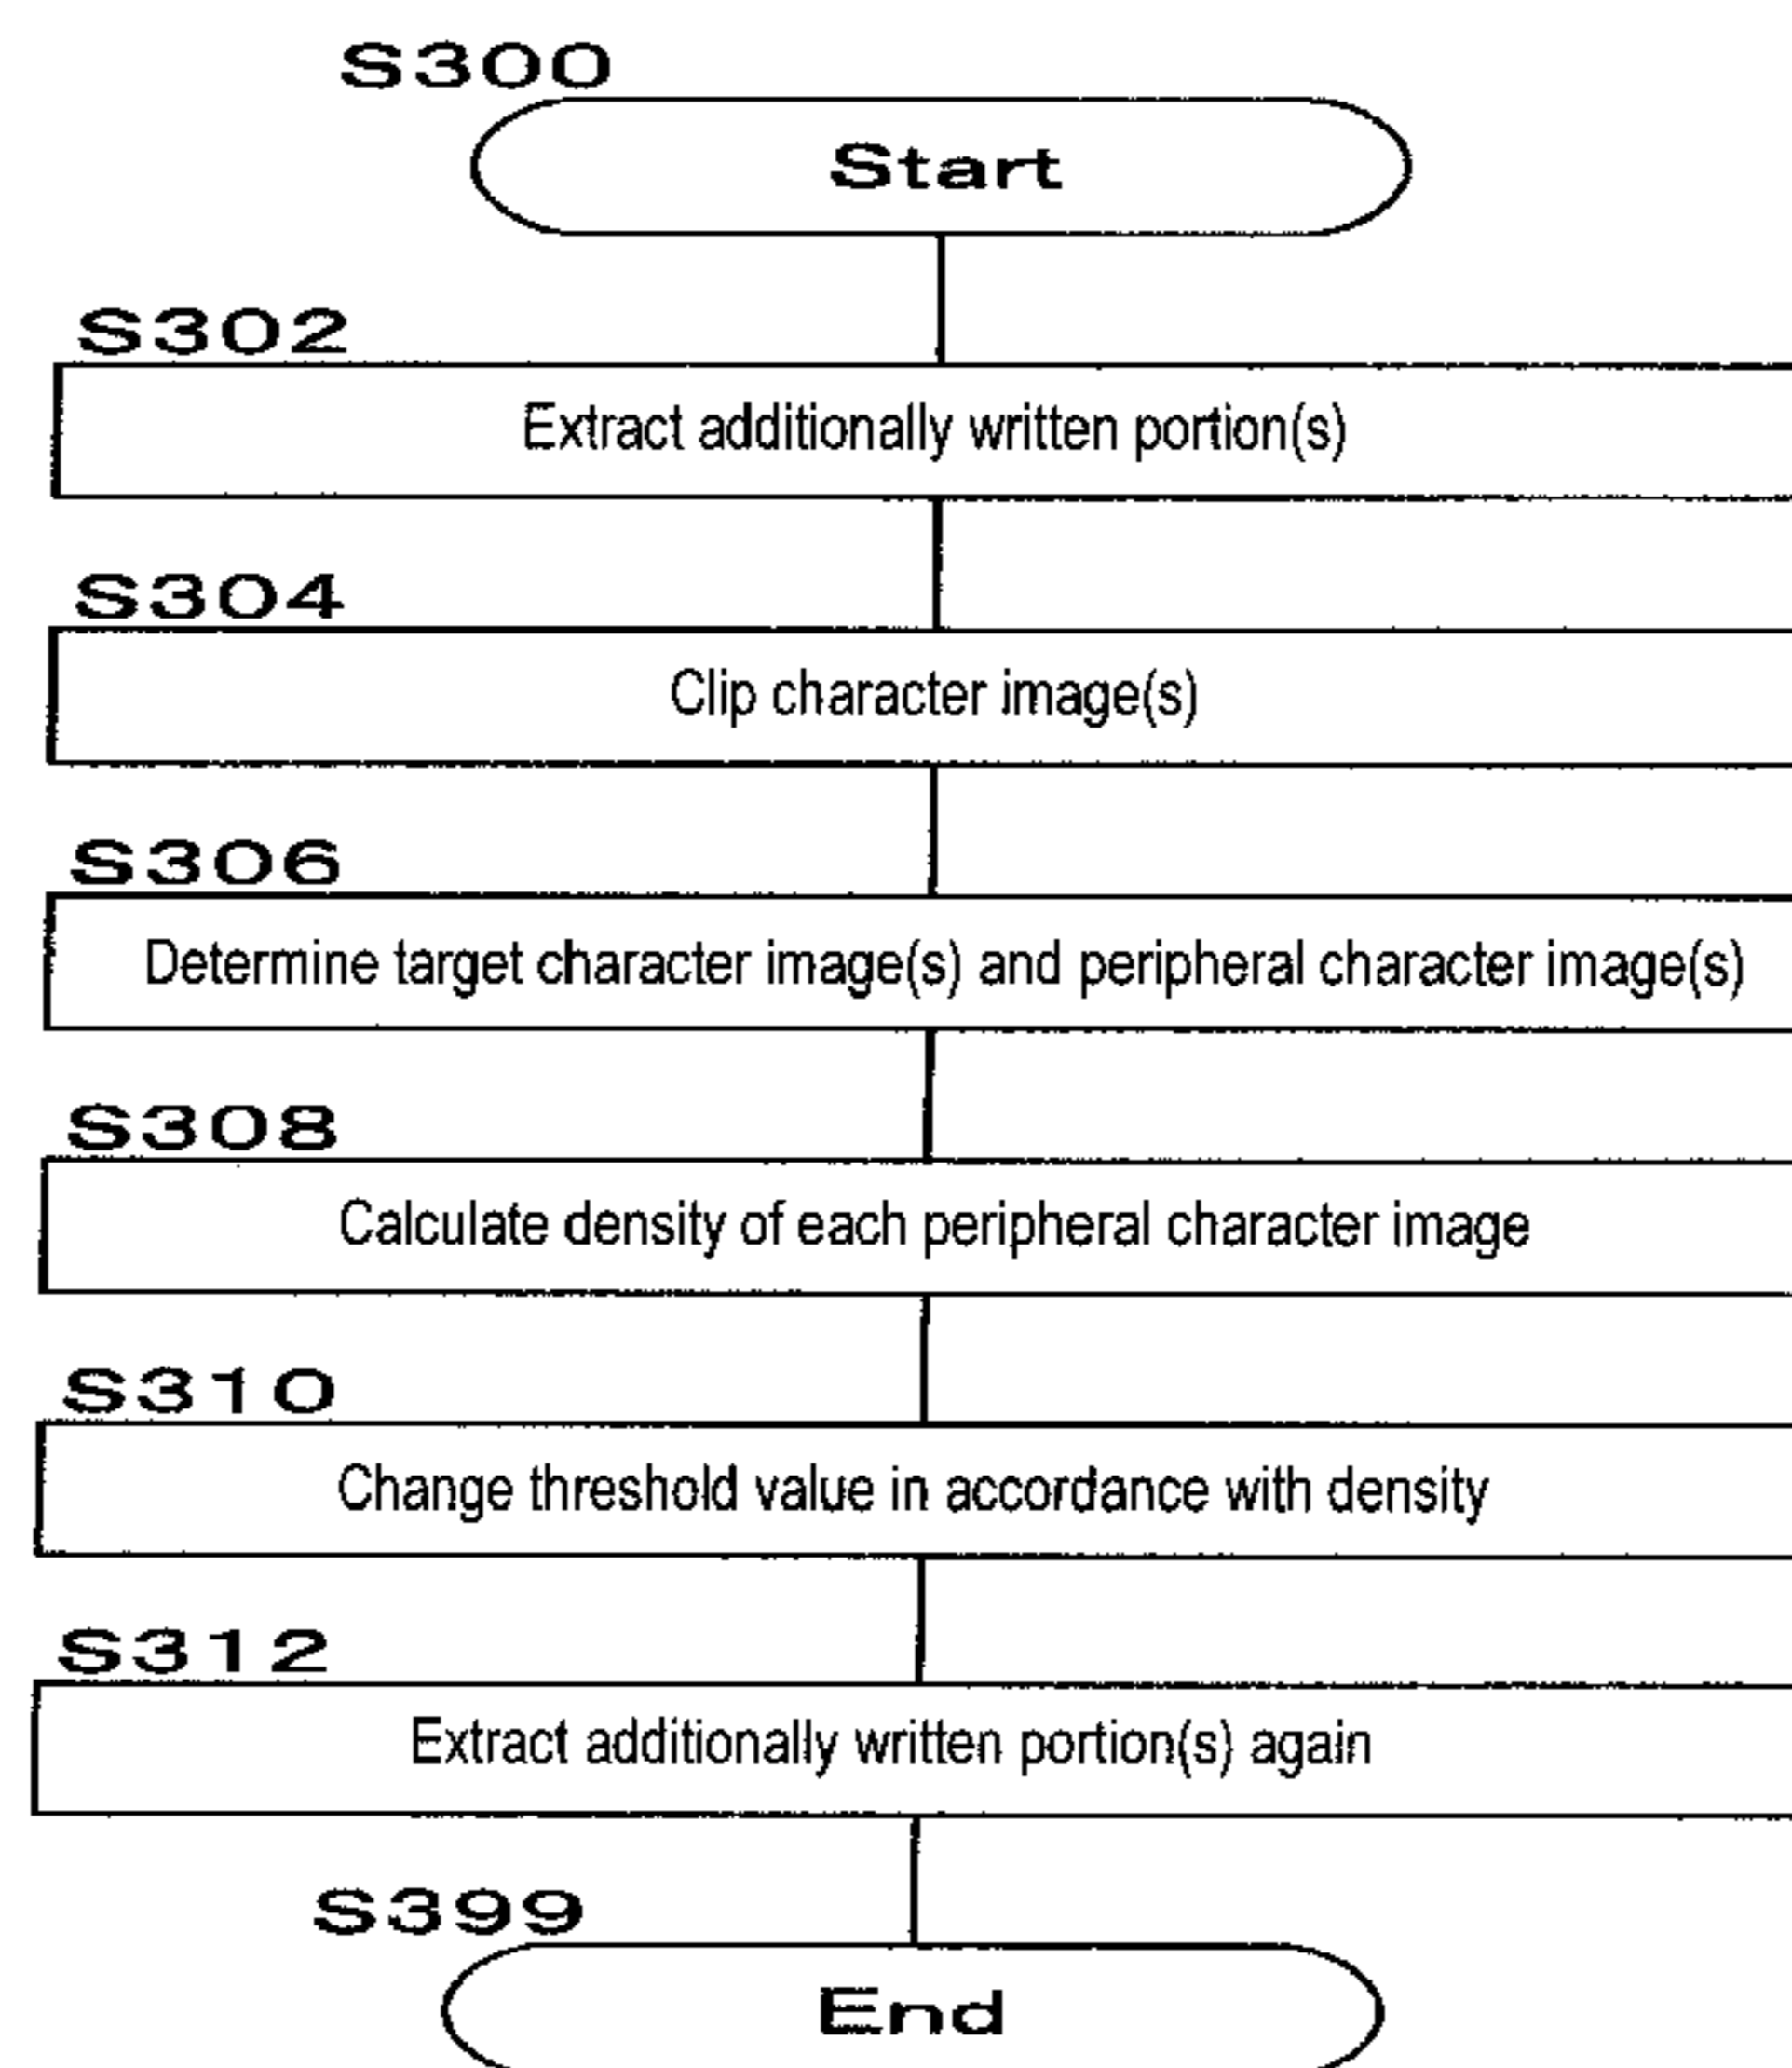 S300
Start
S302
Extract additionally written portion(s)
S304
Clip character image(s)
S306
Determine target character image(s) and peripheral character image(s)
S308
Calculate density of each peripheral character image
S310
Change threshold value in accordance with density
S312
Extract additionally written portion(s) again
S399
End